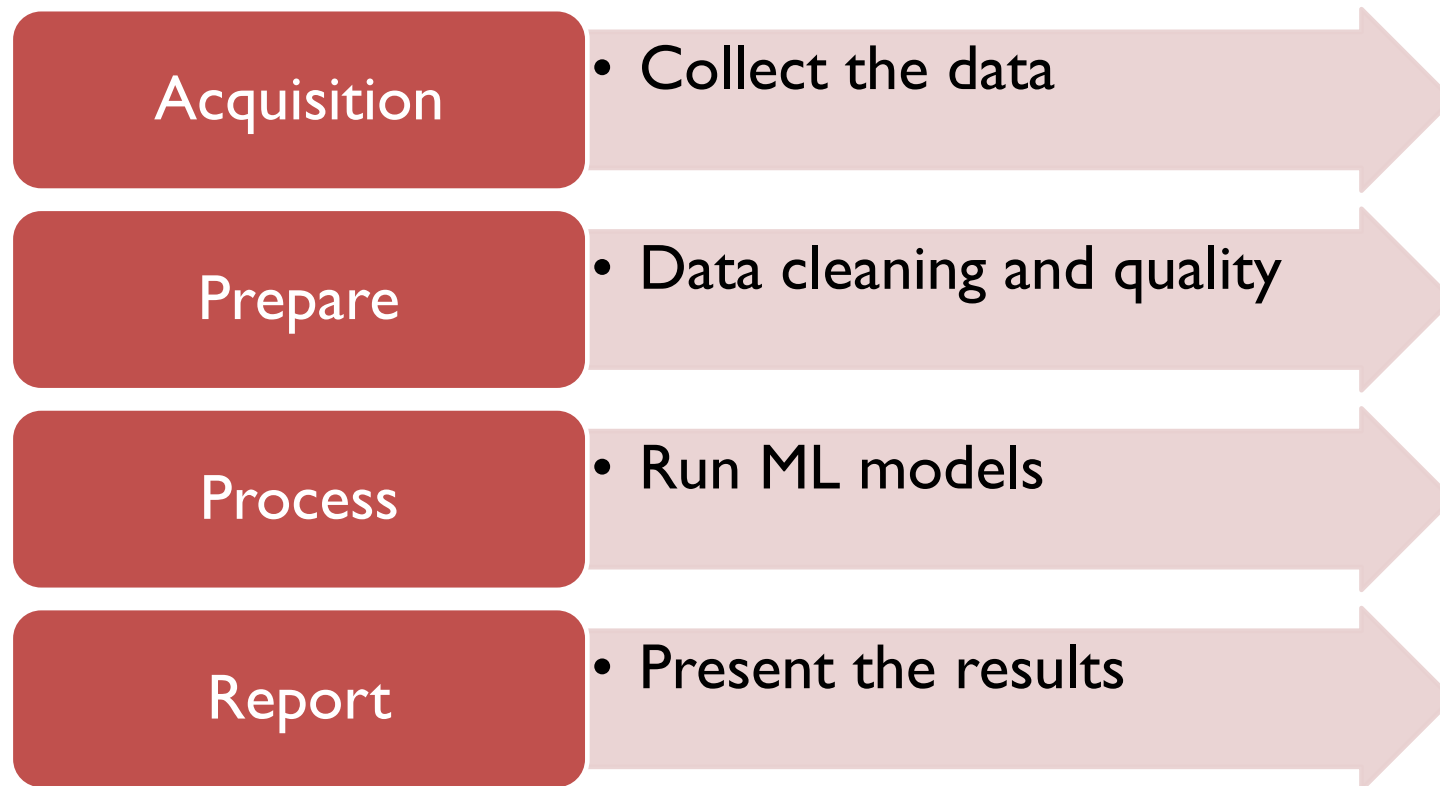 Acquisition
• Collect the data
Prepare
• Data cleaning and quality
Process
• Run ML models
Report
• Present the results